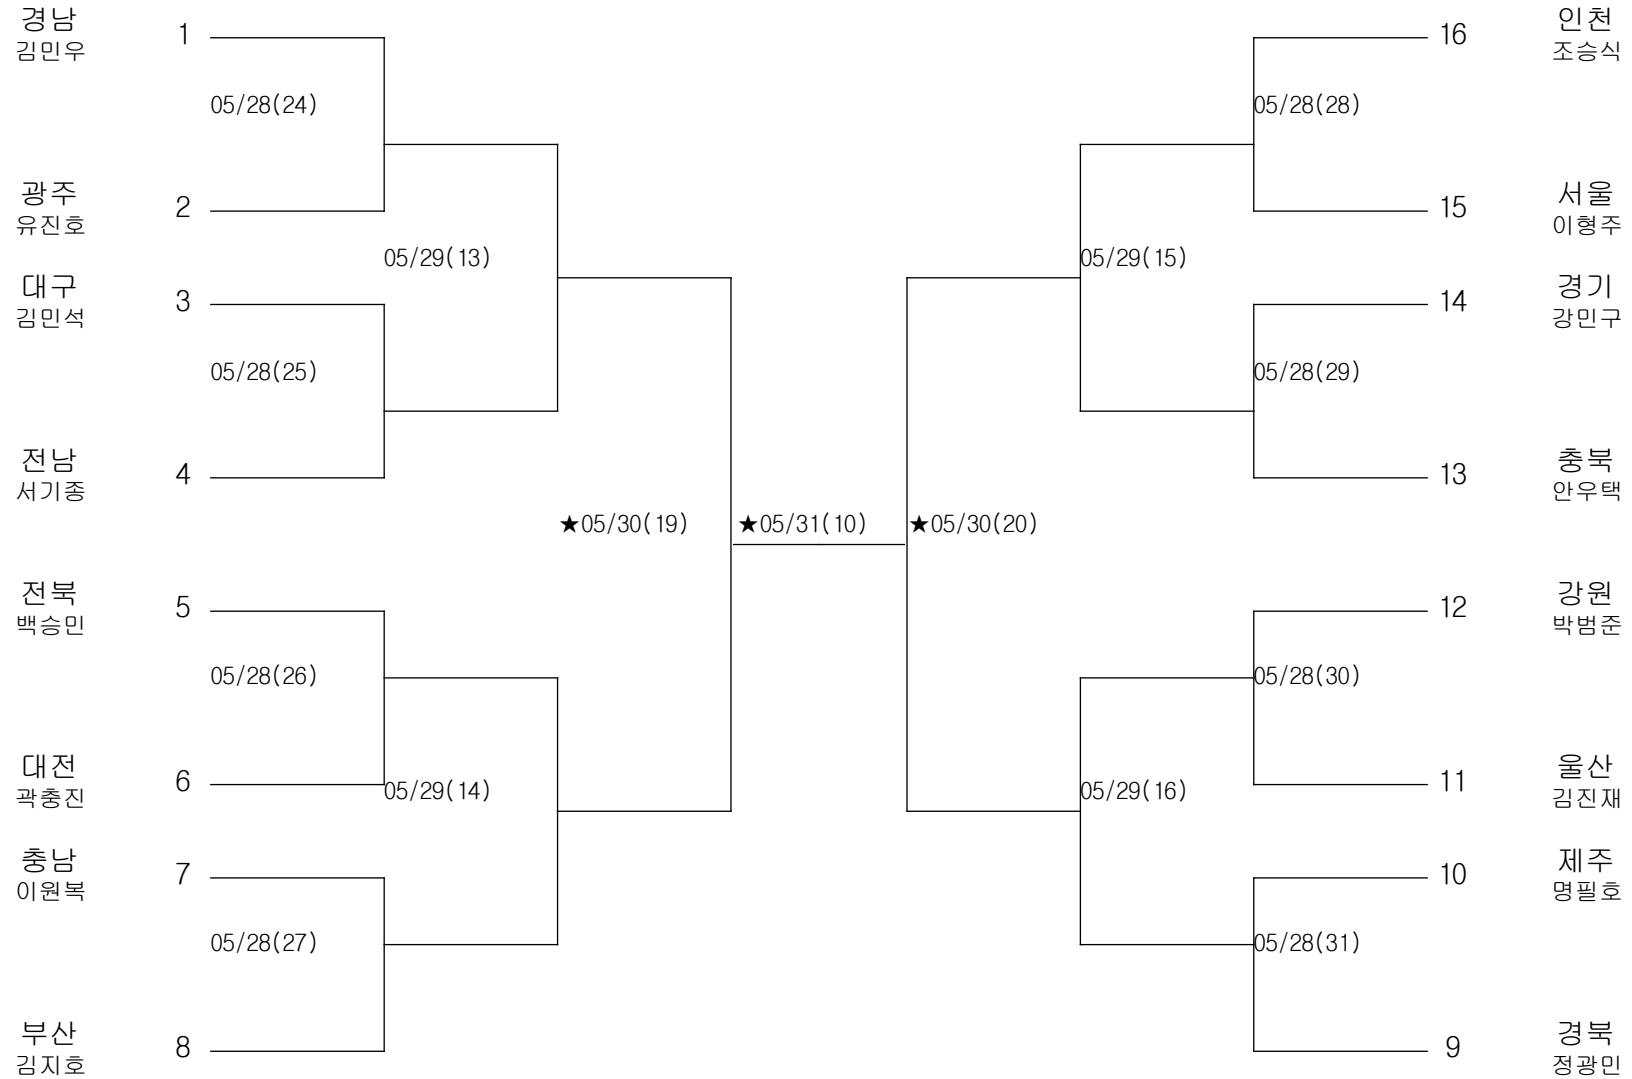 경남
김민우
1
05/28(24)
광주
유진호
2
05/29(13)
대구
김민석
3
05/28(25)
전남
서기종
4
★05/30(19)
전북
백승민
5
05/28(26)
대전
곽충진
6
05/29(14)
충남
이원복
7
05/28(27)
부산
김지호
8
★05/31(10)
16
인천
조승식
05/28(28)
15
서울
이형주
05/29(15)
14
경기
강민구
05/28(29)
13
충북
안우택
★05/30(20)
12
강원
박범준
05/28(30)
11
울산
김진재
05/29(16)
10
제주
명필호
05/28(31)
9
경북
정광민